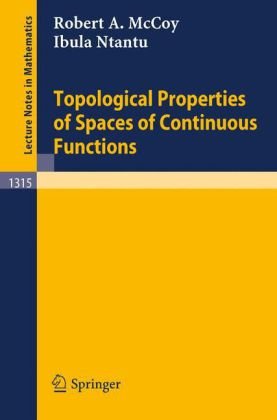 Robert A. McCoy
Ibula Ntantu
Lecture Notes in Mathematics
Topological Properties
of Spaces of Continuous
Functions
1315
Springer